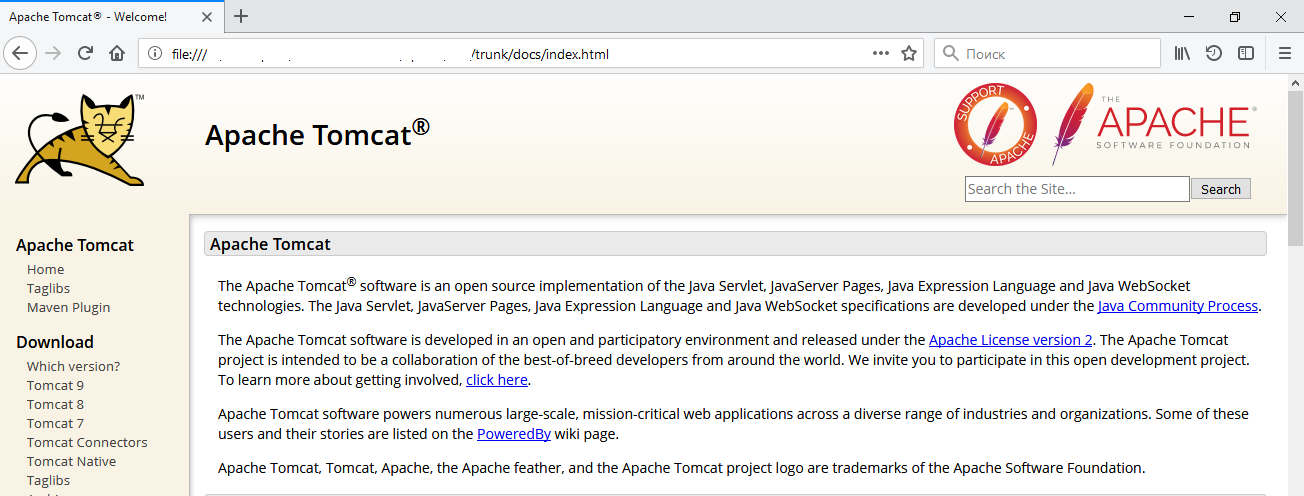 Apache Tomcat® - Welcome!
file:///
/trunk/docs/index.html
Поиск
TM
Apache Tomcat®
SUPPORT APACHE
THE
APACHE®
SOFTWARE FOUNDATION
Search the Site...
Search
Apache Tomcat
Home
Taglibs
Maven Plugin
Download
Which version?
Tomcat 9
Tomcat 8
Tomcat 7
Tomcat Connectors
Tomcat Native
Taglibs
Apache Tomcat
The Apache Tomcat® software is an open source implementation of the Java Servlet, JavaServer Pages, Java Expression Language and Java WebSocket
technologies. The Java Servlet, JavaServer Pages, Java Expression Language and Java WebSocket specifications are developed under the Java Community Process.
The Apache Tomcat software is developed in an open and participatory environment and released under the Apache License version 2. The Apache Tomcat
project is intended to be a collaboration of the best-of-breed developers from around the world. We invite you to participate in this open development project.
To learn more about getting involved, click here.
Apache Tomcat software powers numerous large-scale, mission-critical web applications across a diverse range of industries and organizations. Some of these
users and their stories are listed on the PoweredBy wiki page.
Apache Tomcat, Tomcat, Apache, the Apache feather, and the Apache Tomcat project logo are trademarks of the Apache Software Foundation.